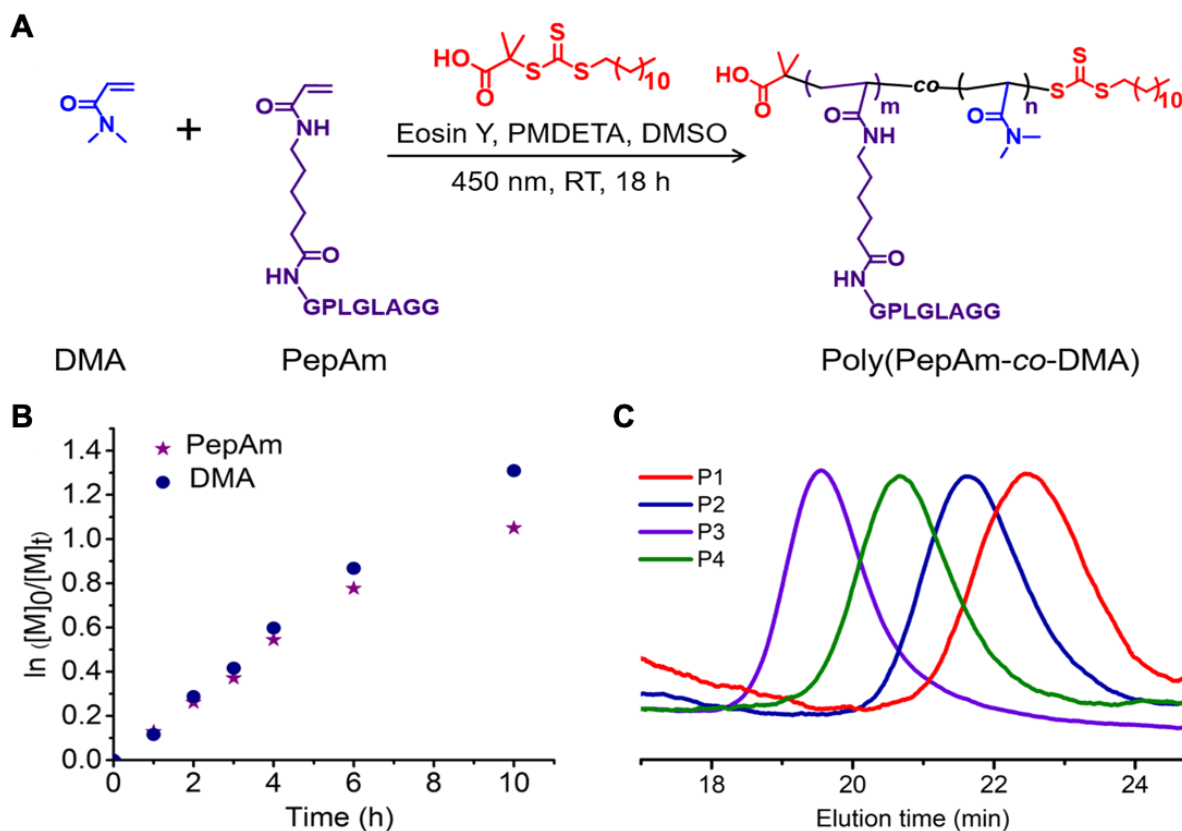 A
HO
O
S
S
S
10
Eosin Y, PMDETA, DMSO
450 nm, RT, 18 h
O
N
+
O
NH
O
HN
GPLGLAGG
HO
O
m
co
n
S
S
S
10
O
NH
O
N
O
HN
GPLGLAGG
DMA
PepAm
Poly(PepAm-co-DMA)
B
PepAm
DMA
1.4
1.2
1.0
0.8
0.6
0.4
0.2
0.0
0 2 4 6 8 10
Time (h)
ln ([M]0/[M]t)
C
P1
P2
P3
P4
18 20 22 24
Elution time (min)